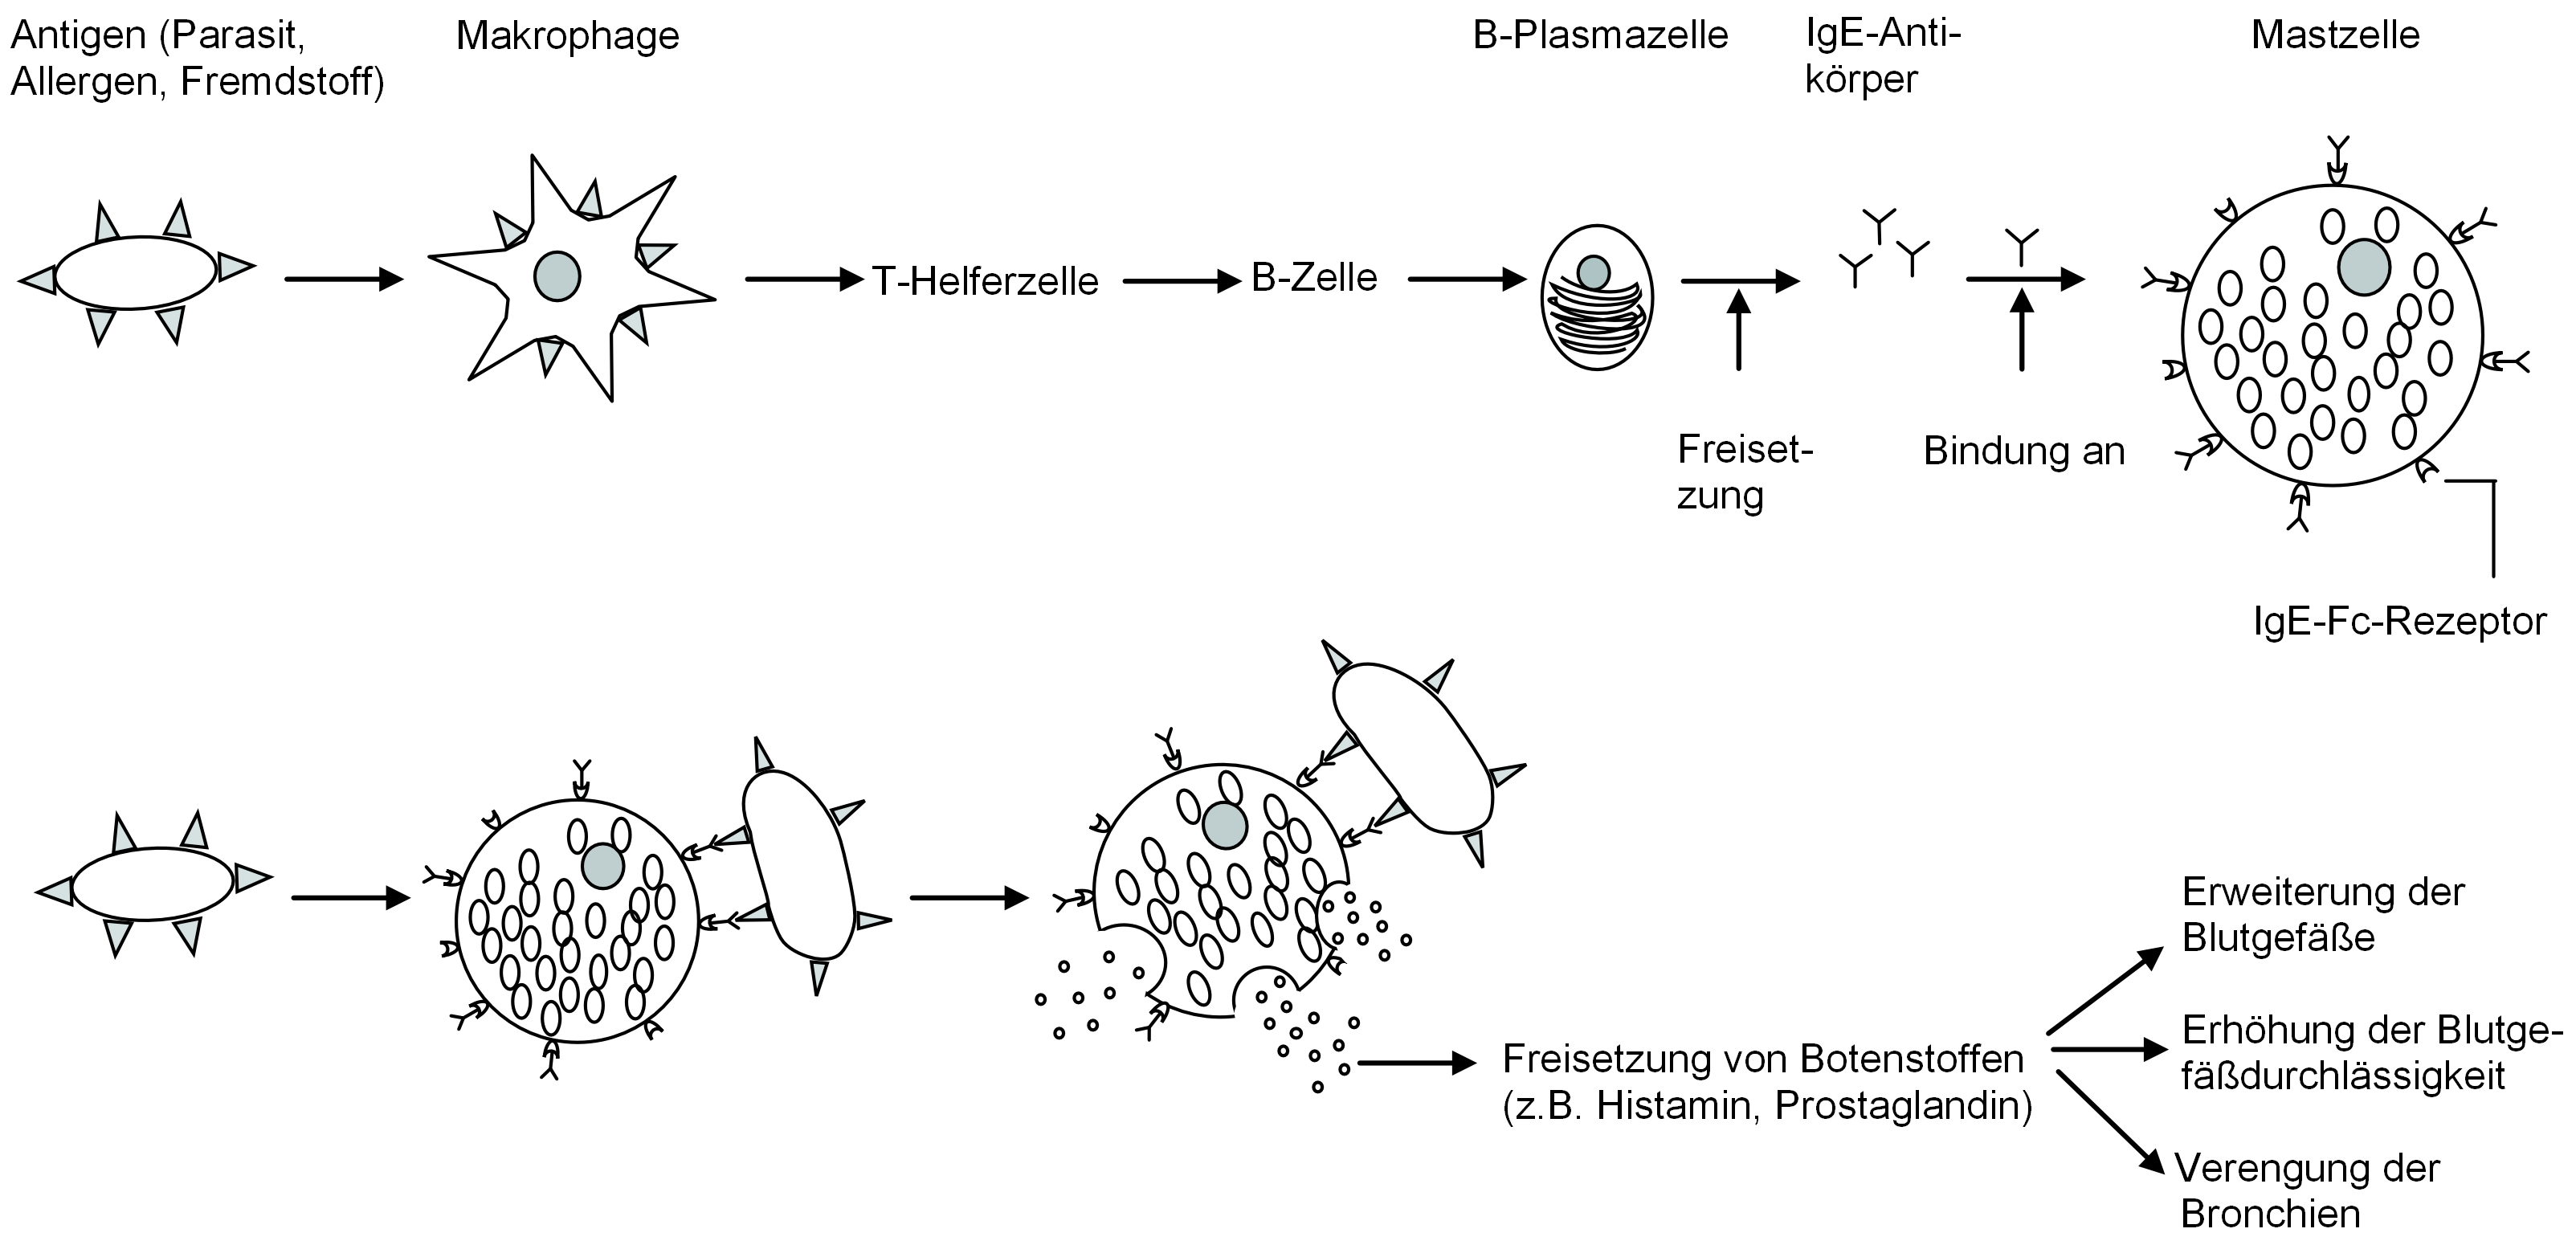 Antigen (Parasit,
Allergen, Fremdstoff)
Makrophage
B-Plasmazelle
IgE-Anti-
körper
Mastzelle
T-Helferzelle
B-Zelle
Freiset-
zung
Bindung an
IgE-Fc-Rezeptor
Freisetzung von Botenstoffen
(z.B. Histamin, Prostaglandin)
Erweiterung der
Blutgefäße
Erhöhung der Blutge-
fäßdurchlässigkeit
Verengung der
Bronchien